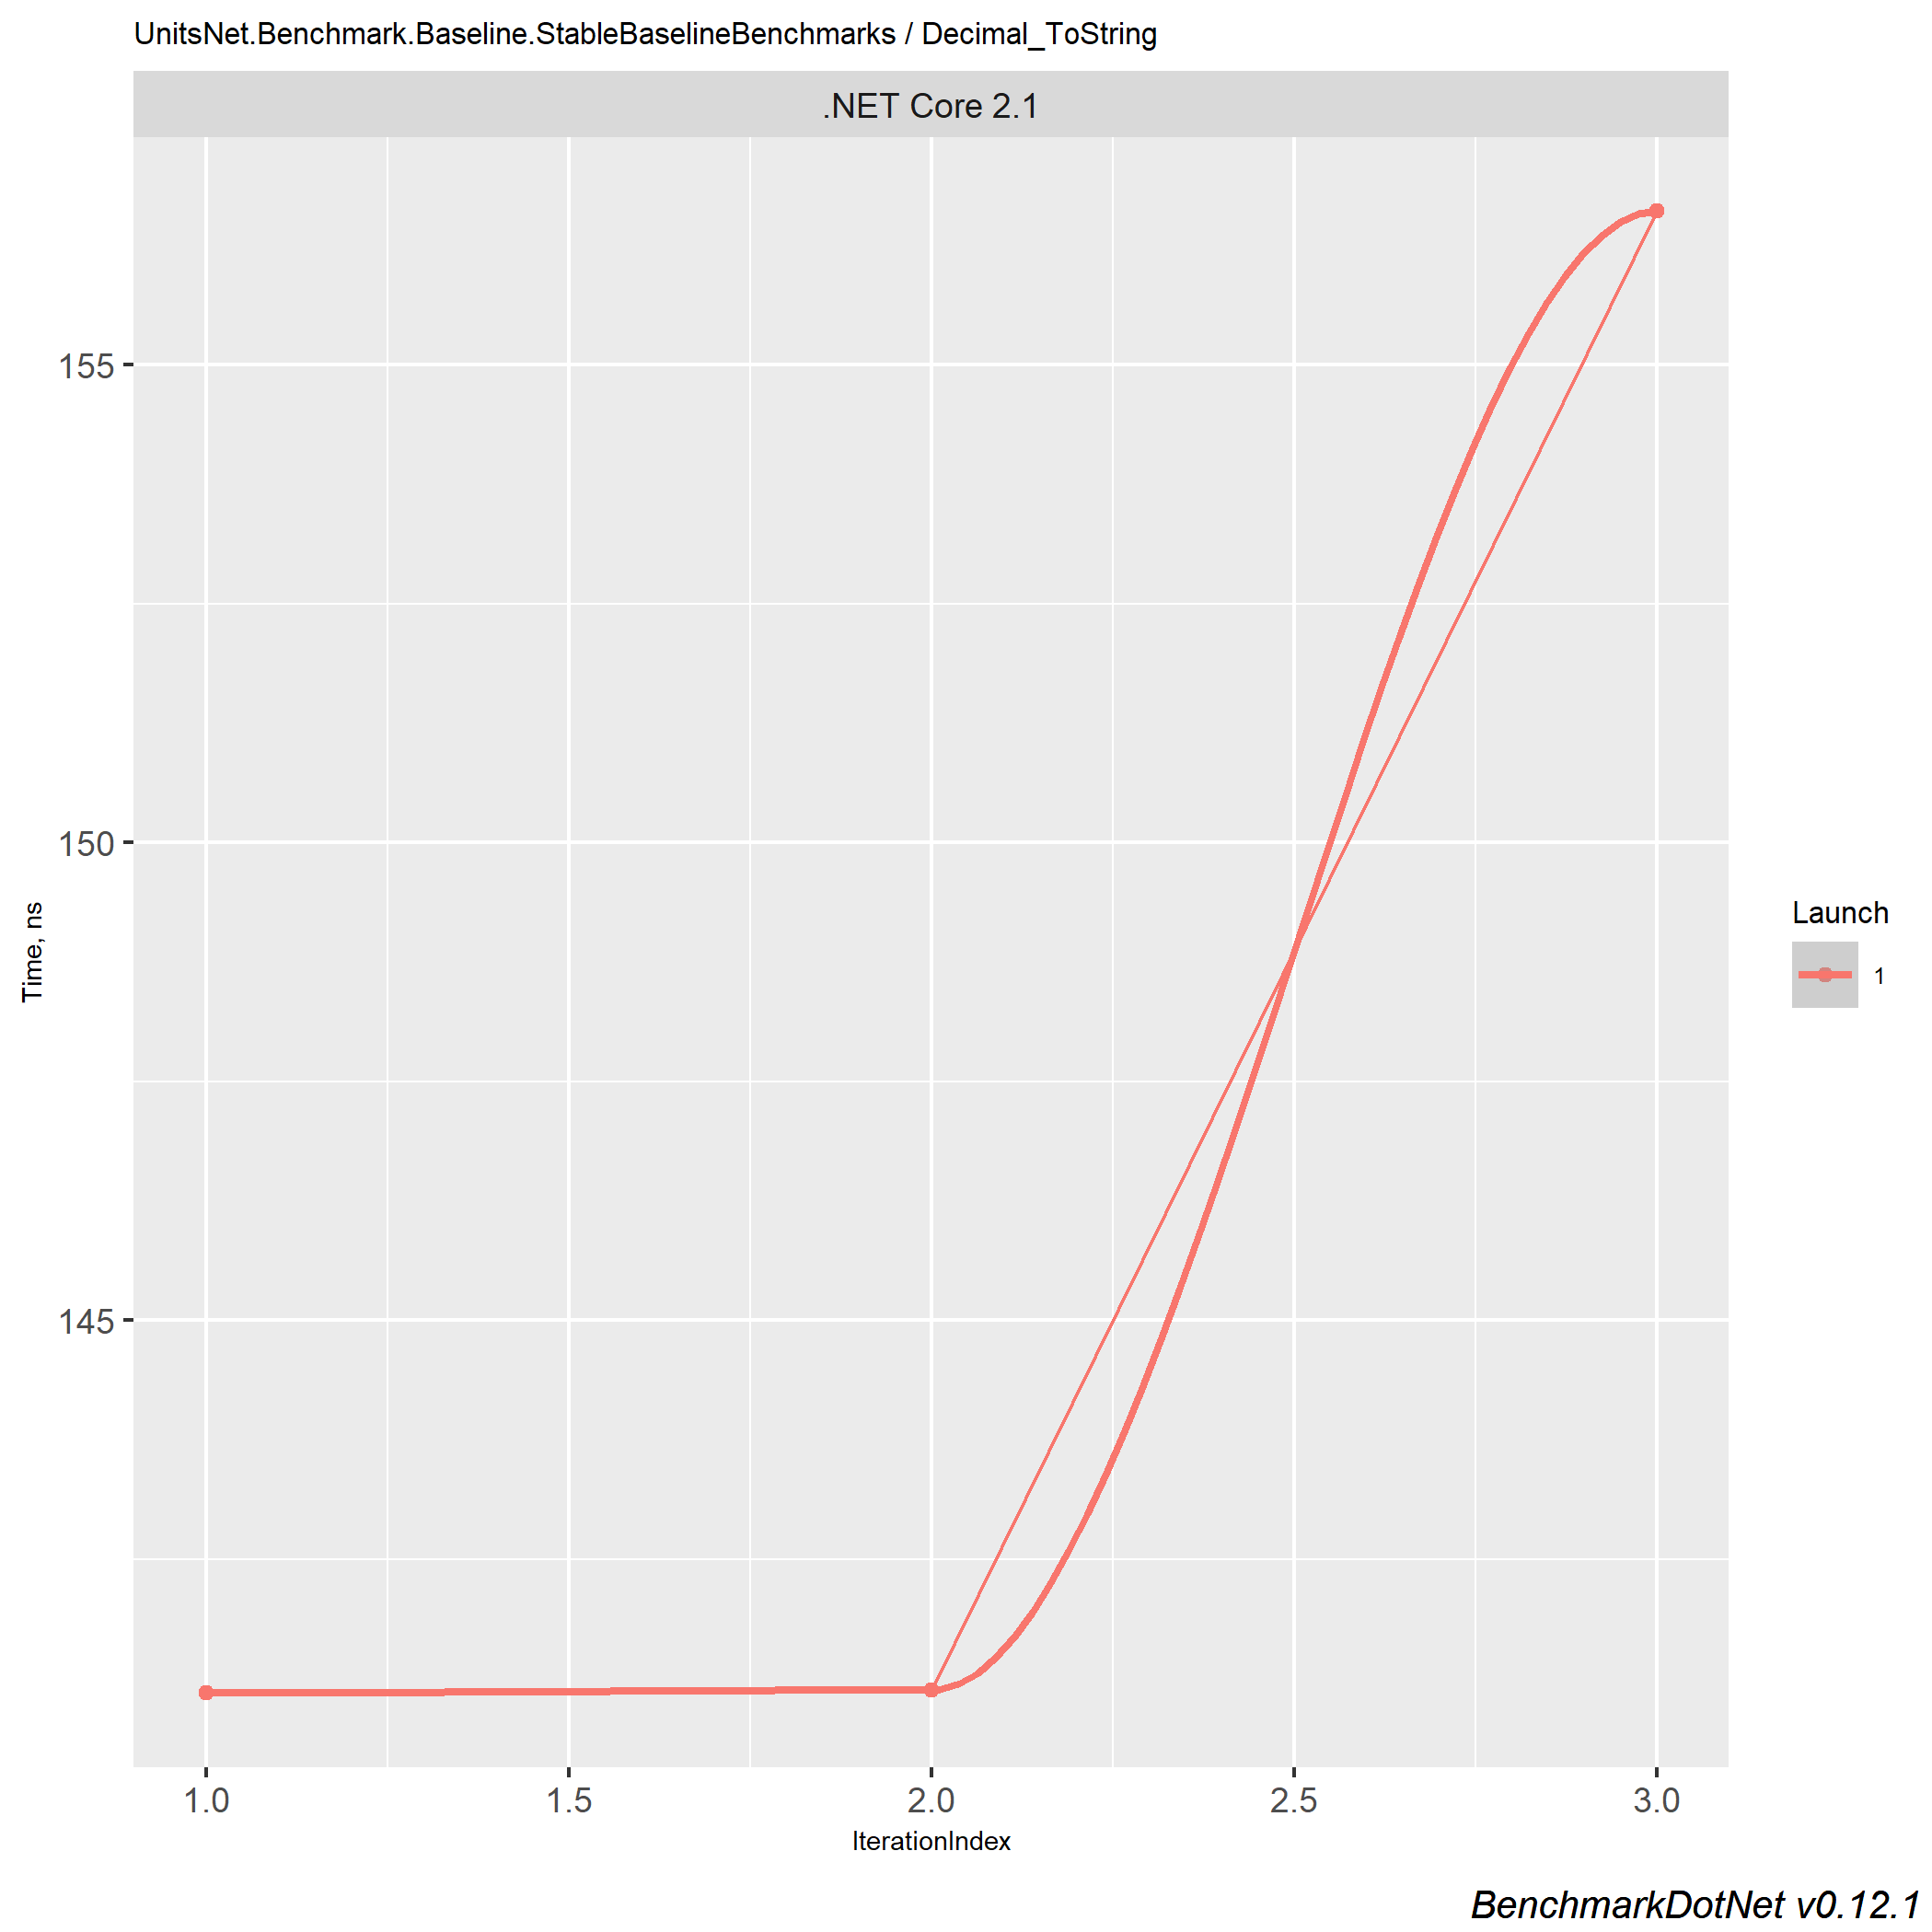 UnitsNet.Benchmark.Baseline.StableBaselineBenchmarks / Decimal_ToString
.NET Core 2.1
155
150
145
Time, ns
1.0 1.5 2.0 2.5 3.0
IterationIndex
Launch
1
BenchmarkDotNet v0.12.1